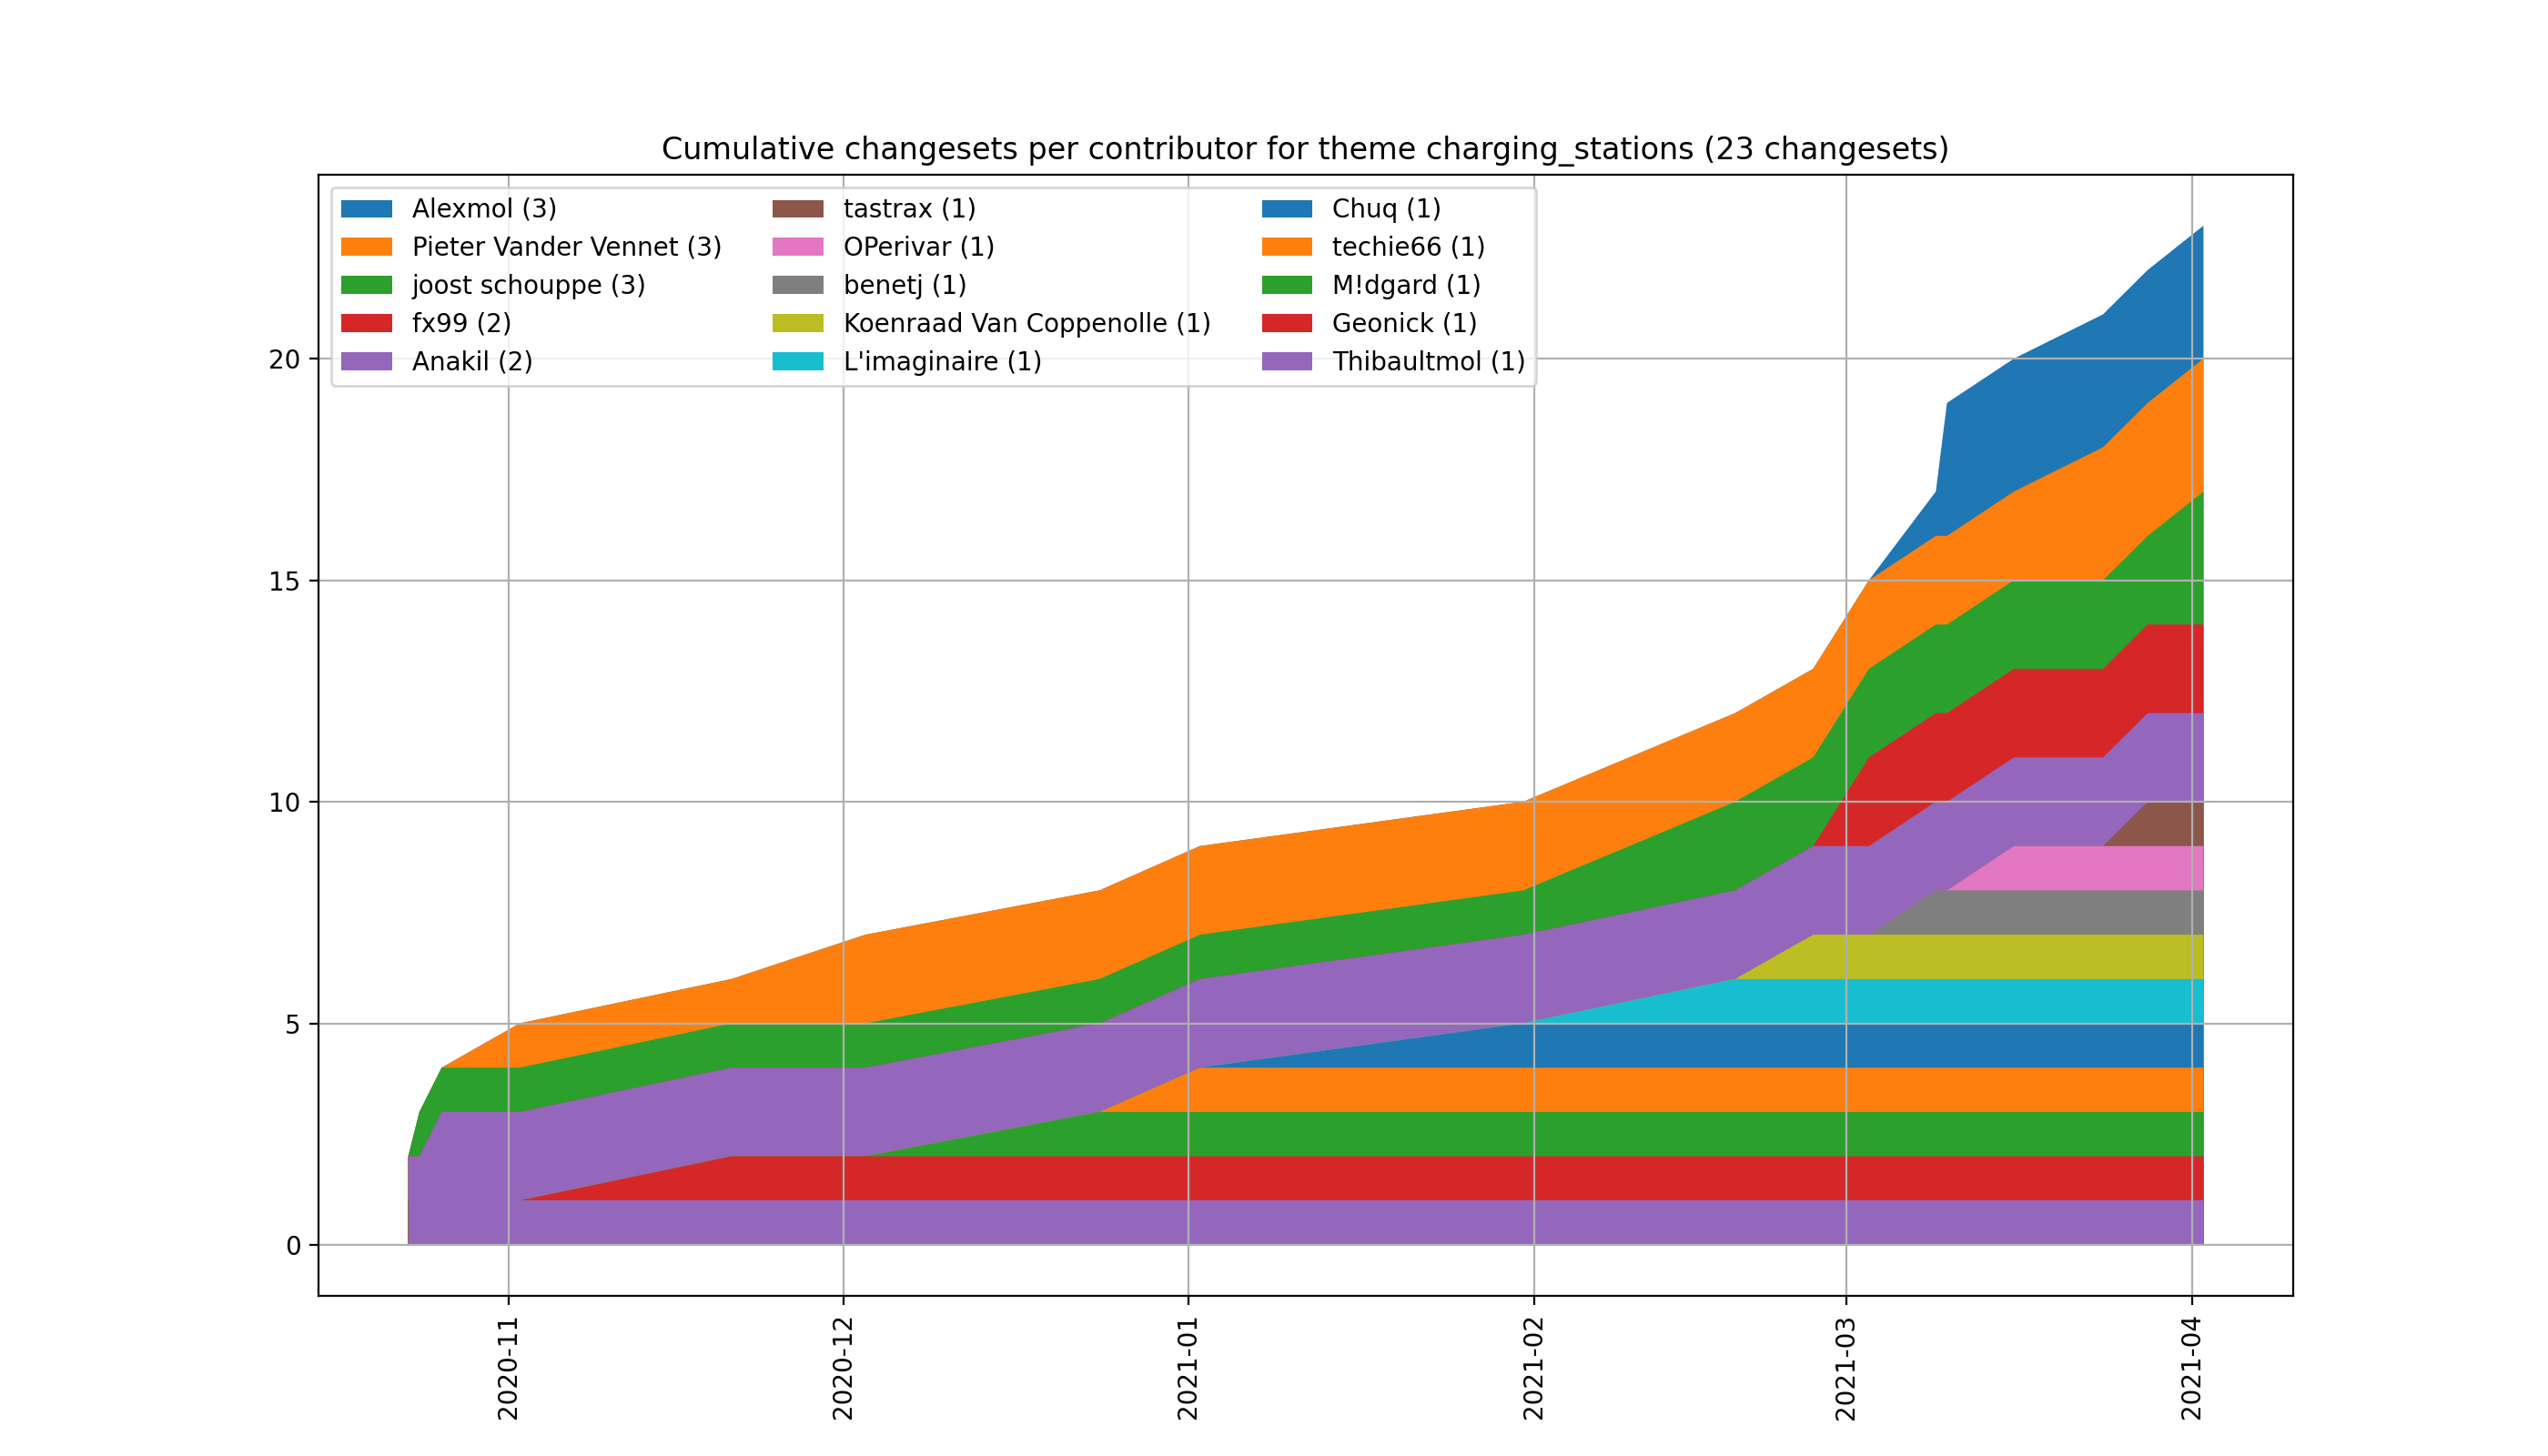 Cumulative changesets per contributor for theme charging_stations (23 changesets)
Alexmol (3)
Pieter Vander Vennet (3)
joost schouppe (3)
fx99 (2)
Anakil (2)
tastrax (1)
OPerivar (1)
benetj (1)
Koenraad Van Coppenolle (1)
L'imaginaire (1)
Chuq (1)
techie66 (1)
M!dgard (1)
Geonick (1)
Thibaultmol (1)
20
15
10
5
0
2020-11
2020-12
2021-01
2021-02
2021-03
2021-04